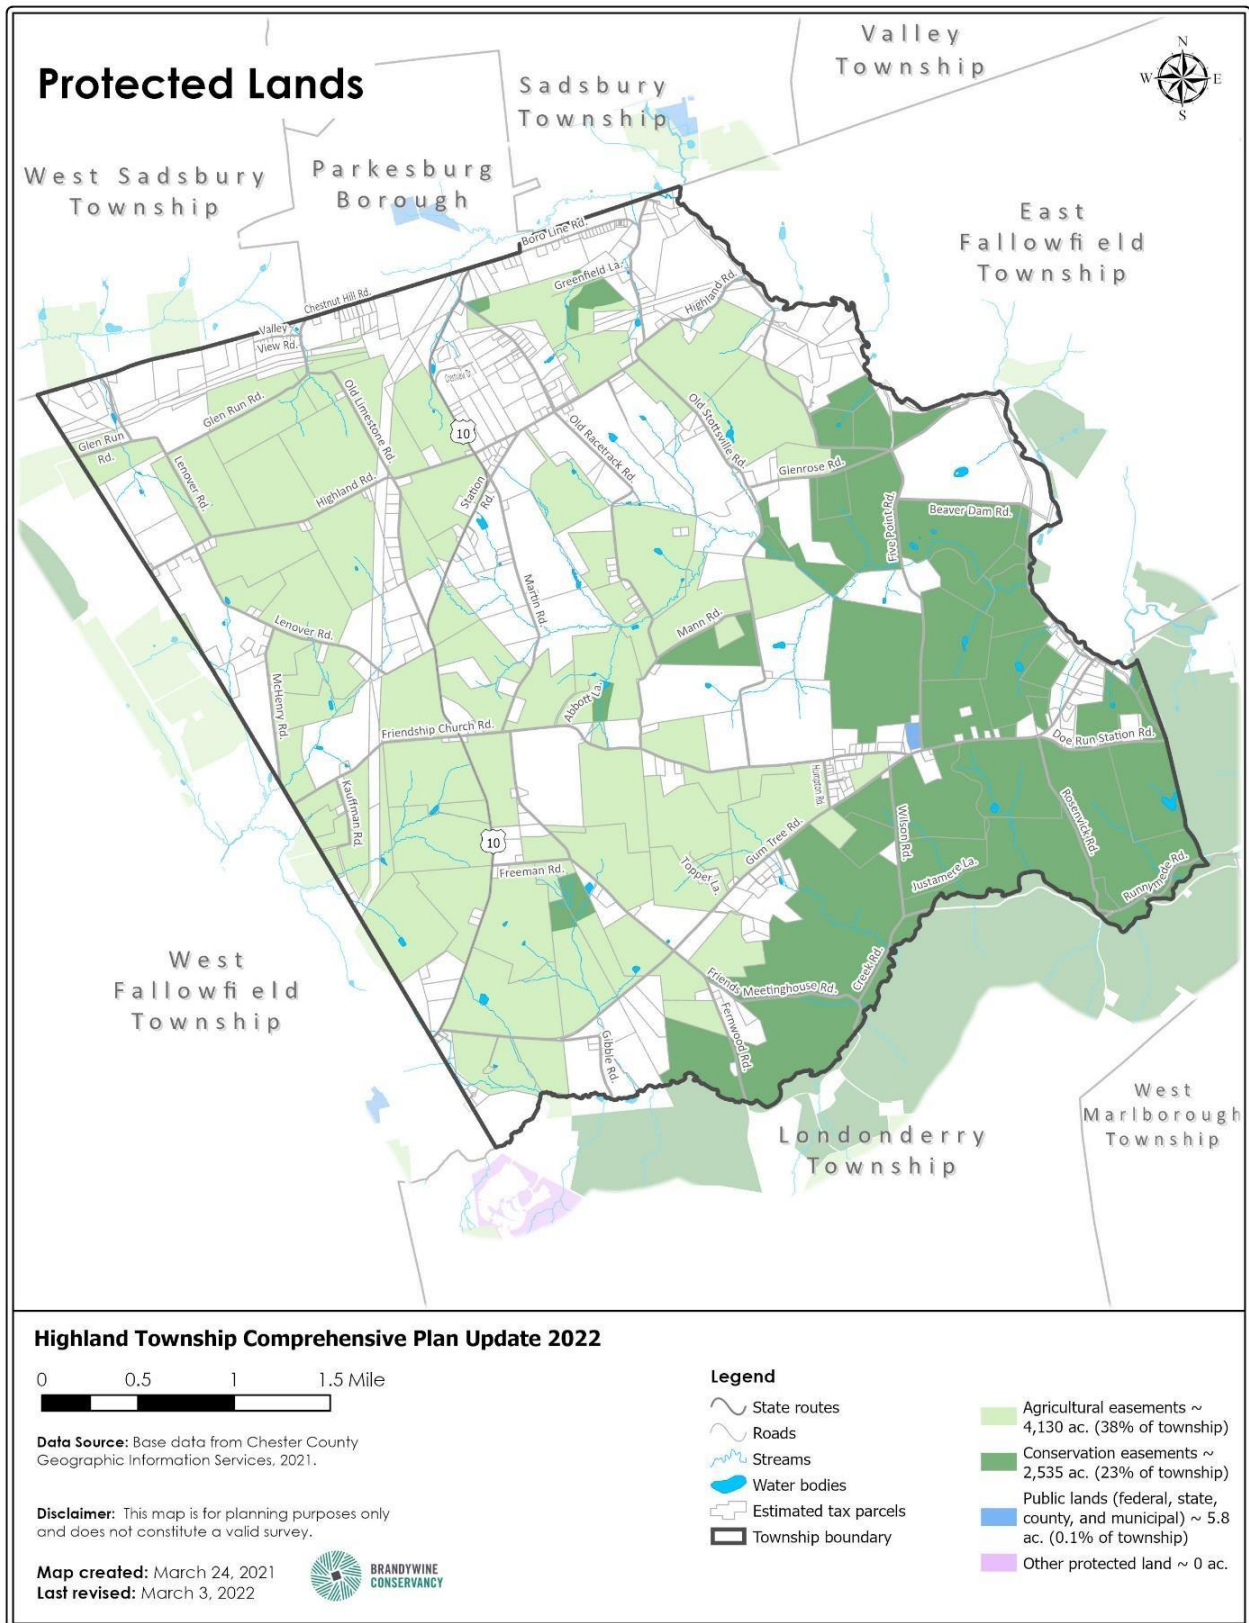 Protected Lands
Valley
Township
N
W E
S
Sadsbury
Township
West Sadsbury
Township
Parkesburg
Borough
East
Fallowfield
Township
Boro Line Rd.
Greenfield La.
Highland Rd.
Chestnut Hill Rd.
Valley
View Rd.
Crestview Dr.
Glen Run Rd.
Old Limestone Rd.
10
Old Stottsville Rd.
Old Racetrack Rd.
Glen Run
Rd.
Lenover Rd.
Highland Rd.
Station
Rd.
Glenrose Rd.
Five Point Rd.
Beaver Dam Rd.
Martin Rd.
Lenover Rd.
Mann Rd.
McHenry Rd.
Abbott La.
Friendship Church Rd.
Doe Run Station Rd.
Kauffman Rd.
Humpton Rd.
Rosenvick Rd.
Wilson Rd.
10
Gum Tree Rd.
Freeman Rd.
Topper La.
Justamere La.
Runnymede Rd.
West
Fallowfield
Township
Friends Meetinghouse Rd.
Creek Rd.
Fernwood Rd.
Gibble Rd.
West
Marlborough
Township
Londonderry
Township
Highland Township Comprehensive Plan Update 2022
0 0.5 1 1.5 Mile
Data Source: Base data from Chester County
Geographic Information Services, 2021.
Disclaimer: This map is for planning purposes only
and does not constitute a valid survey.
Map created: March 24, 2021
Last revised: March 3, 2022
BRANDYWINE
CONSERVANCY
Legend
State routes
Roads
Streams
Water bodies
Estimated tax parcels
Township boundary
Agricultural easements ~
4,130 ac. (38% of township)
Conservation easements ~
2,535 ac. (23% of township)
Public lands (federal, state,
county, and municipal) ~ 5.8
ac. (0.1% of township)
Other protected land ~ 0 ac.